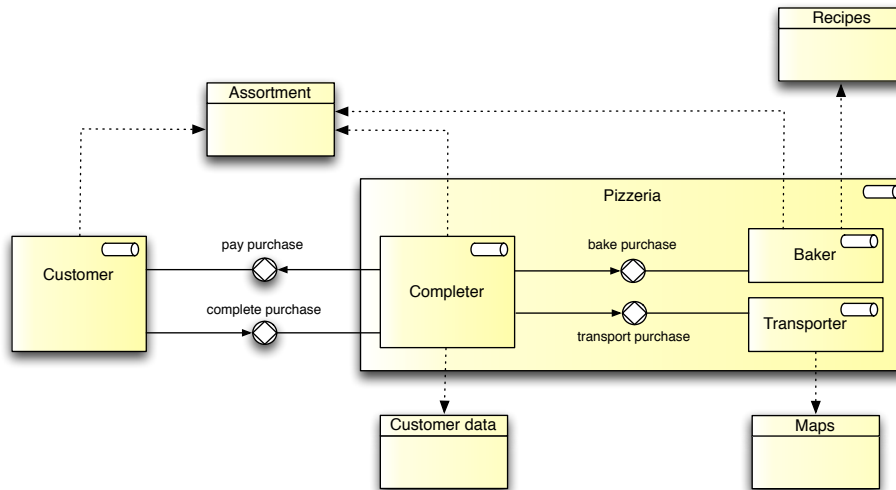 Recipes
Assortment
Pizzeria
pay purchase
bake purchase
Customer
Completer
Baker
complete purchase
transport purchase
Transporter
Customer data
Maps